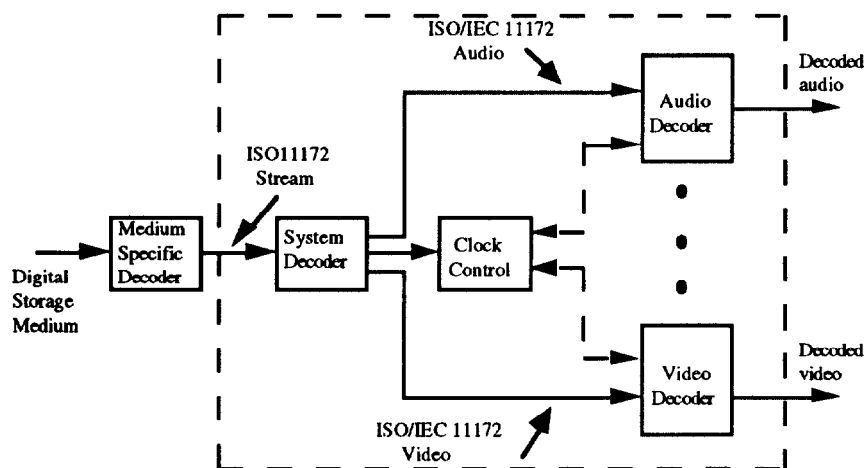 ISO/IEC 11172
Audio
Decoded
audio
Audio
Decoder
ISO11172
Stream
Medium
Specific
Decoder
System
Decoder
Clock
Control
Digital
Storage
Medium
Video
Decoder
Decoded
video
ISO/IEC 11172
Video